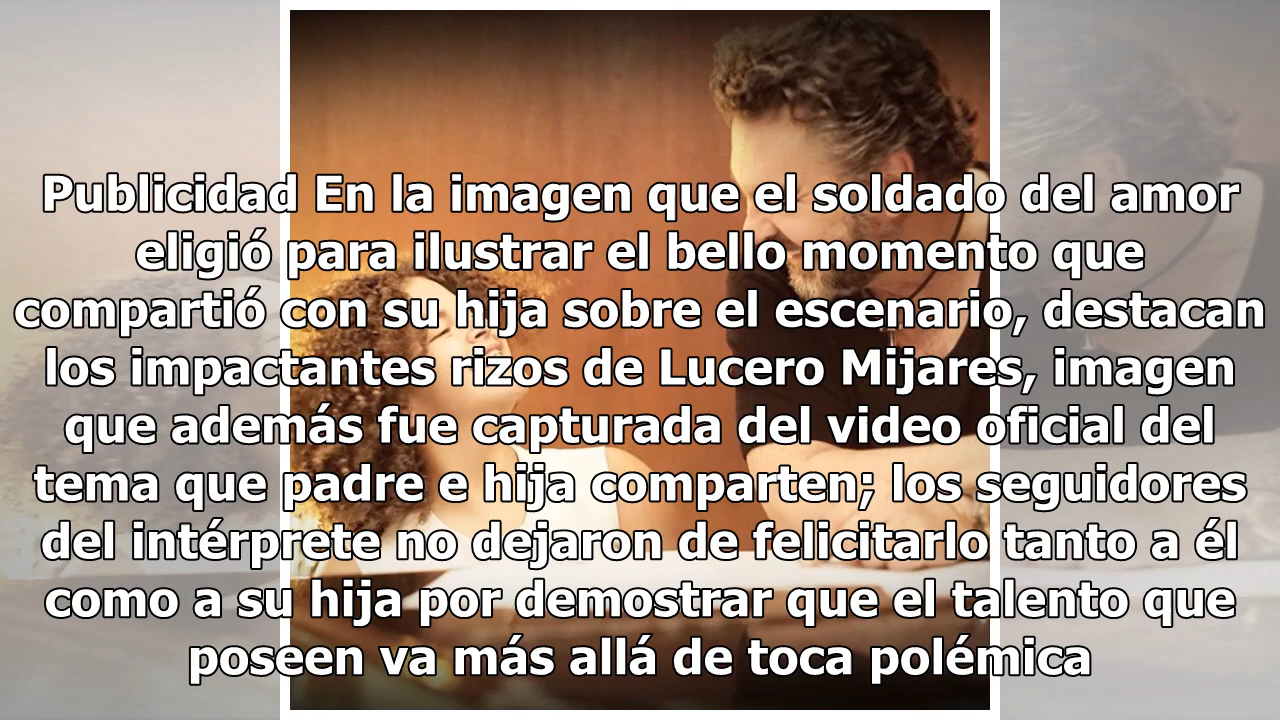 Publicidad En la imagen que el soldado del amor
eligió para ilustrar el bello momento que
compartió con su hija sobre el escenario, destacan
los impactantes rizos de Lucero Mijares, imagen
que además fue capturada del video oficial del
tema que padre e hija comparten; los seguidores
del intérprete no dejaron de felicitarlo tanto a él
como a su hija por demostrar que el talento que
poseen va más allá de toca polémica